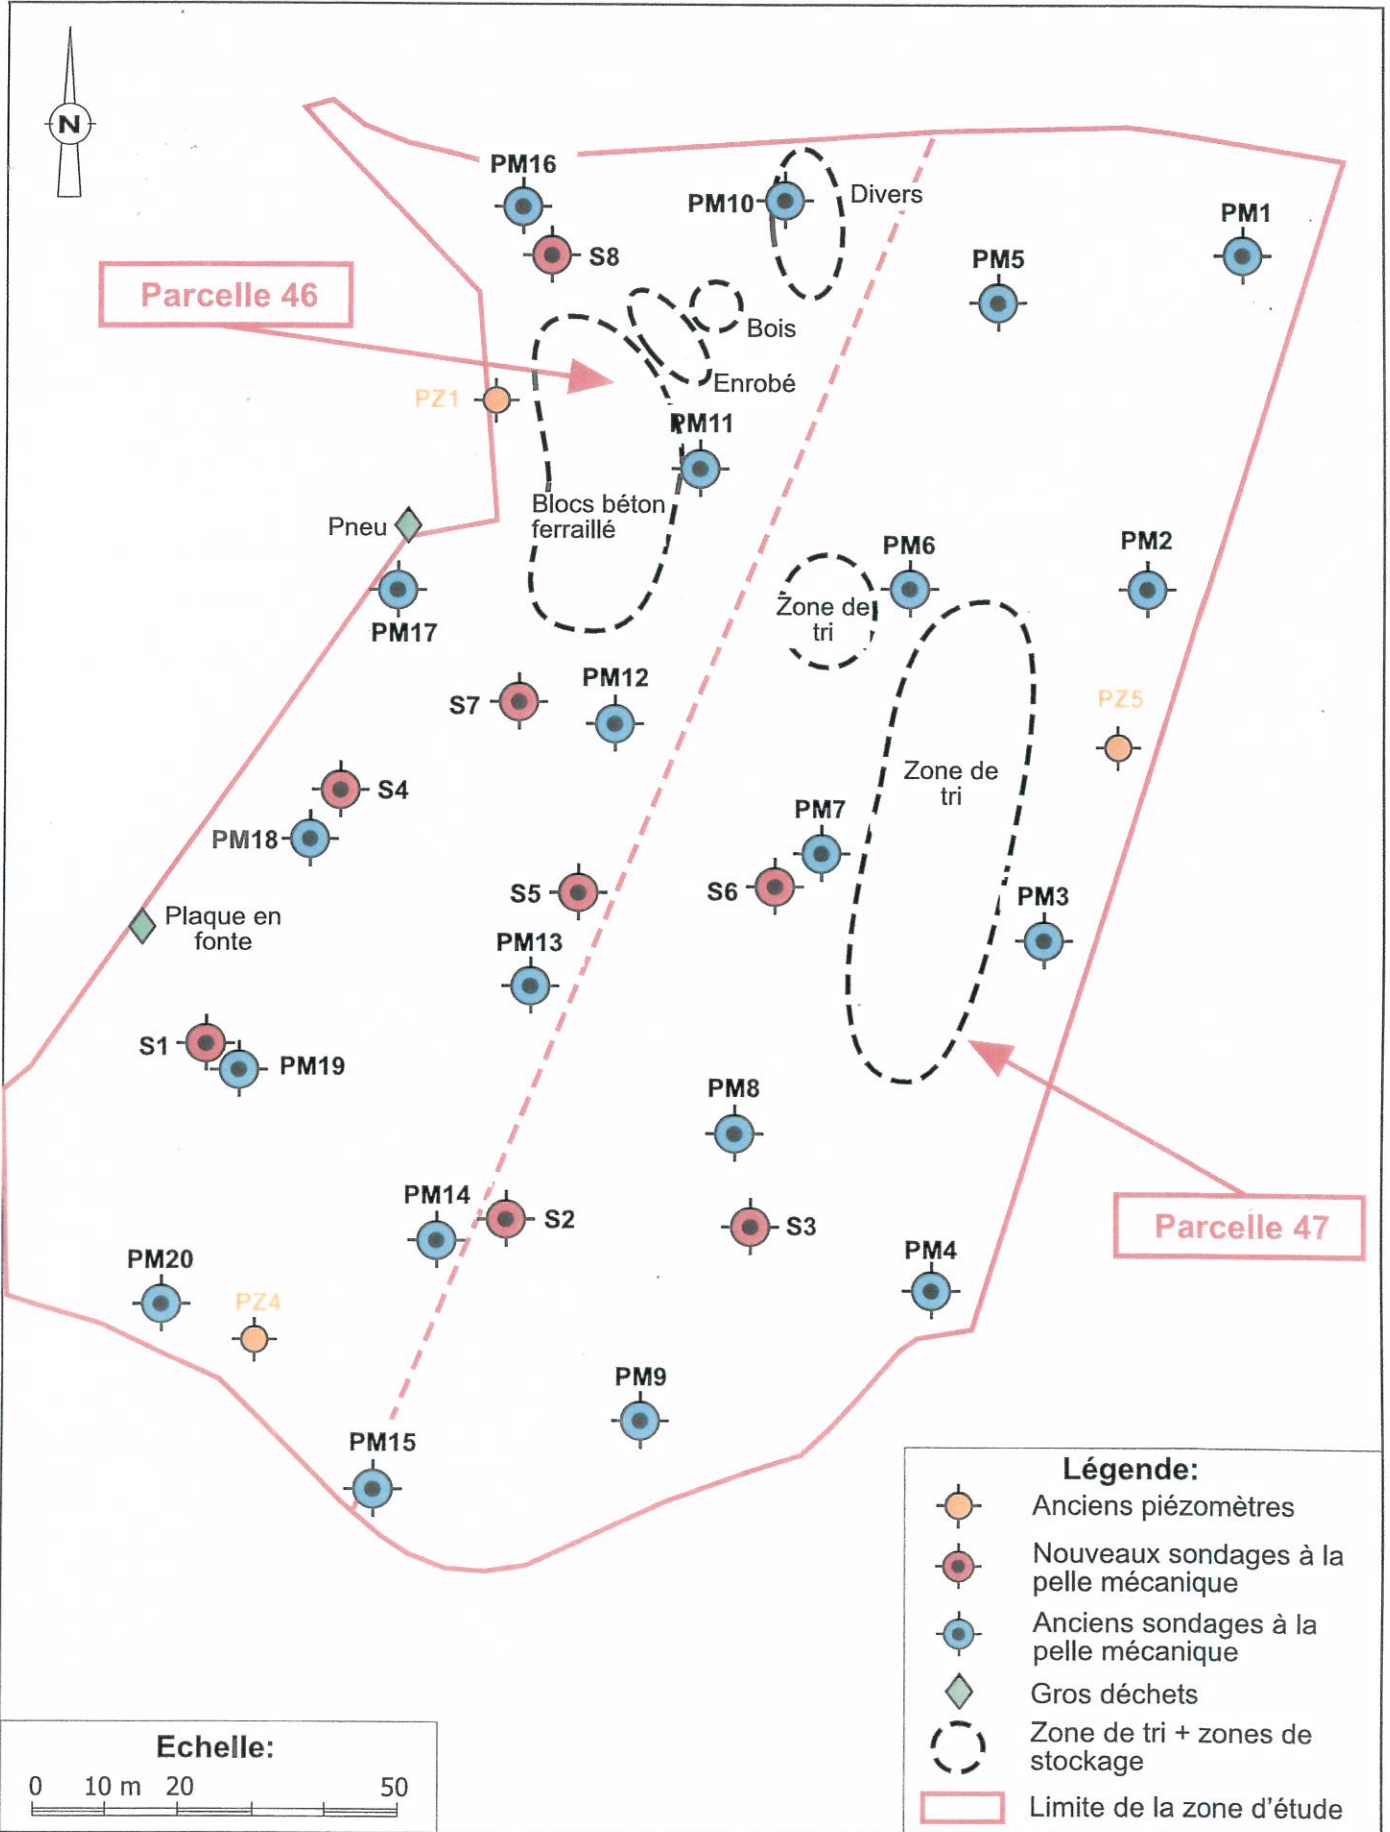 N
PM16
PM10
Divers
PM1
S8
PM5
Parcelle 46
Bois
Enrobé
PZ1
PM11
Blocs béton
ferraillé
Pneu
PM6
PM2
Zone de
tri
PM17
PM12
S7
PZ5
Zone de
tri
S4
PM7
PM18
S5
S6
PM3
Plaque en
fonte
PM13
S1
PM19
PM8
PM14
S2
S3
Parcelle 47
PM4
PM20
PZ4
PM9
PM15
Légende:
Anciens piézomètres
Nouveaux sondages à la
pelle mécanique
Anciens sondages à la
pelle mécanique
Gros déchets
Zone de tri + zones de
stockage
Limite de la zone d'étude
Echelle:
0 10 m 20 50